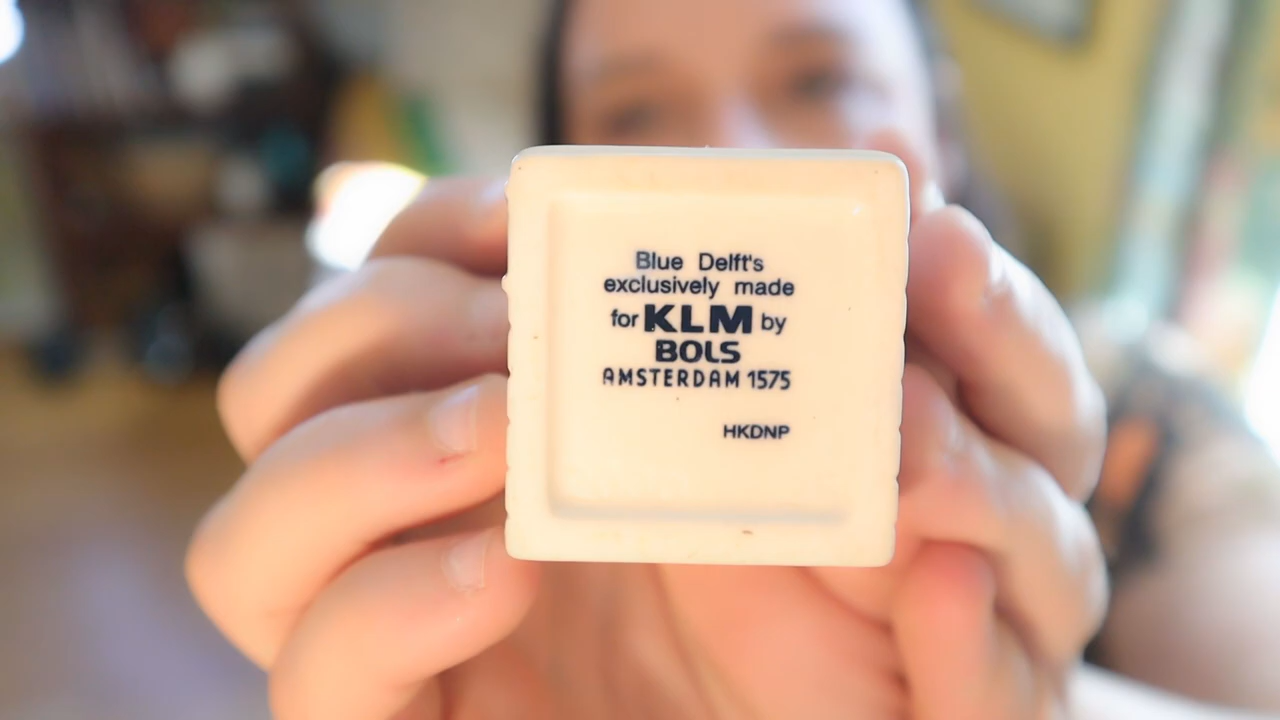 Blue Delft's
exclusively made
for KLM by
BOLS
AMSTERDAM 1575
HKDNP